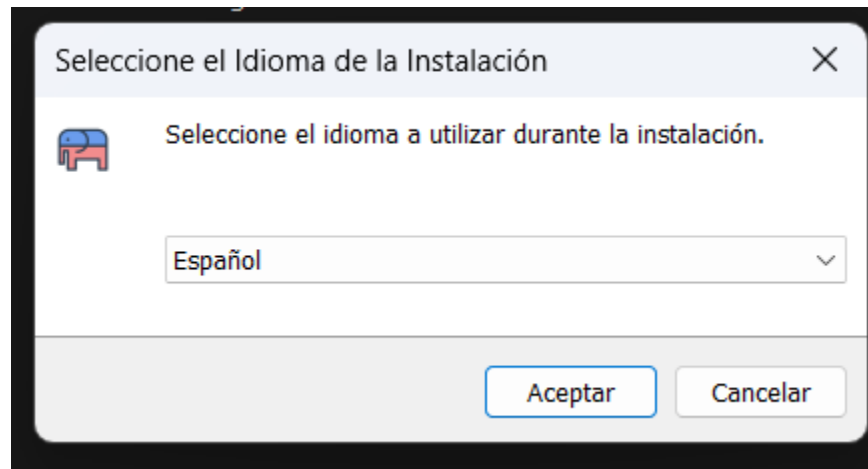 Seleccione el Idioma de la Instalación
Seleccione el idioma a utilizar durante la instalación.
Español
Aceptar
Cancelar